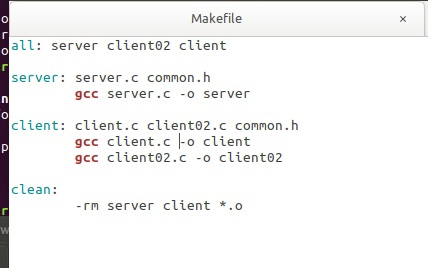 Makefile
all: server client02 client
server: server.c common.h
gcc server.c -o server
client: client.c client02.c common.h
gcc client.c -o client
gcc client02.c -o client02
clean:
-rm server client *.o